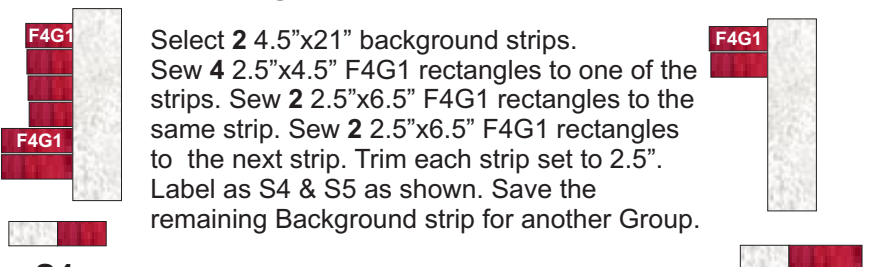 F4G1
F4G1
Select 2 4.5”x21” background strips.
Sew 4 2.5”x4.5” F4G1 rectangles to one of the
strips. Sew 2 2.5”x6.5” F4G1 rectangles to the
same strip. Sew 2 2.5”x6.5” F4G1 rectangles
to  the next strip. Trim each strip set to 2.5”.
Label as S4 & S5 as shown. Save the
remaining Background strip for another Group.
F4G1